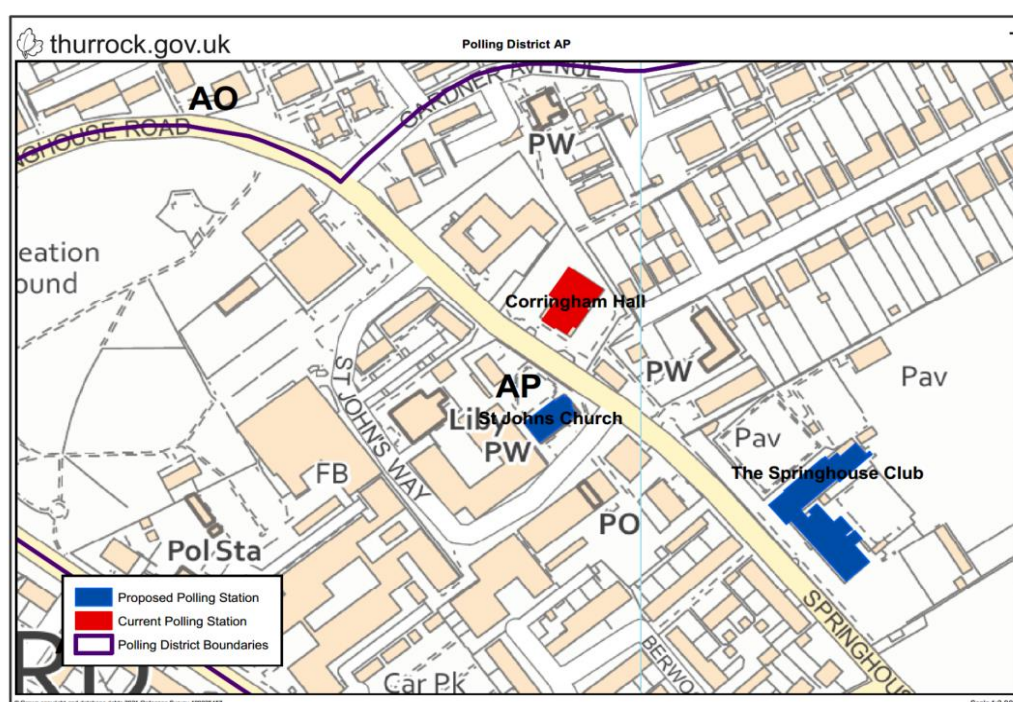 thurrock.gov.uk
Polling District AP
AO
GARDNER AVENUE
NGHOUSE ROAD
PW
eation
ound
Corringham Hall
PW
Pav
AP
ST JOHN'S WAY
Liby
St Johns Church
PW
Pav
The Springhouse Club
FB
PO
Pol Sta
Proposed Polling Station
Current Polling Station
Polling District Boundaries
SPRINGHOUS
BERWO
Car Pk